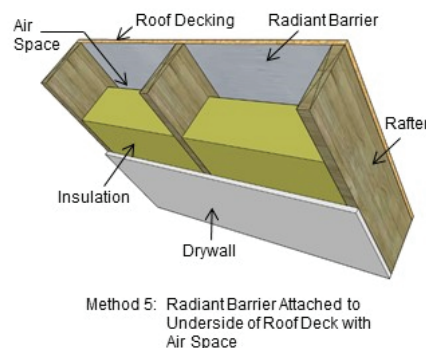 Roof Decking
Radiant Barrier
Air
Space
Rafter
Insulation
Drywall
Method 5: Radiant Barrier Attached to
Underside of Roof Deck with
Air Space